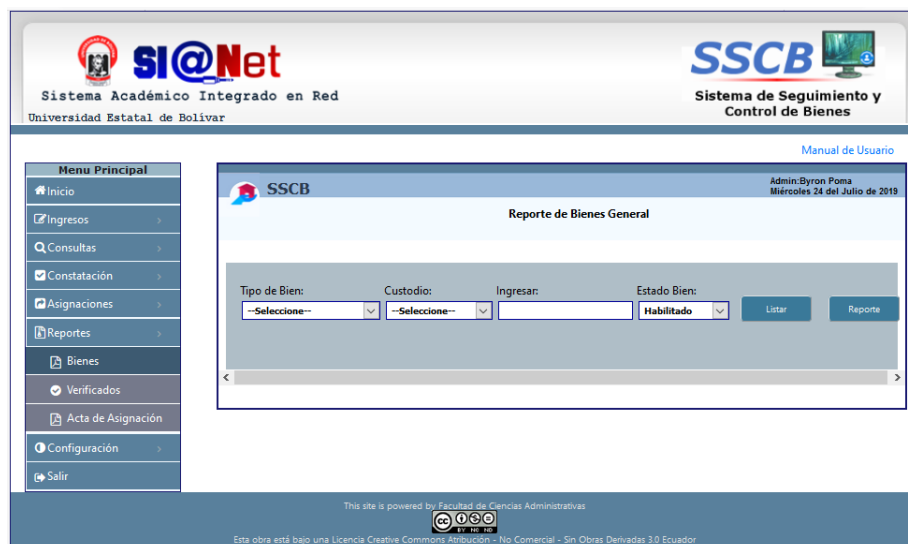 SI@Net
Sistema Académico Integrado en Red
Universidad Estatal de Bolívar
SSCB
Sistema de Seguimiento y
Control de Bienes
Manual de Usuario
Menu Principal
Inicio
Ingresos
Consultas
Constatación
Asignaciones
Reportes
Bienes
Verificados
Acta de Asignación
Configuración
Salir
SSCB
Admin:Byron Poma
Miércoles 24 del Julio de 2019
Reporte de Bienes General
Tipo de Bien: Custodio: Ingresar: Estado Bien:
--Seleccione-- --Seleccione-- Habilitado Listar Reporte
This site is powered by Facultad de Ciencias Administrativas
cc
BY NC ND
Esta obra está bajo una Licencia Creative Commons Atribución - No Comercial - Sin Obras Derivadas 3.0 Ecuador